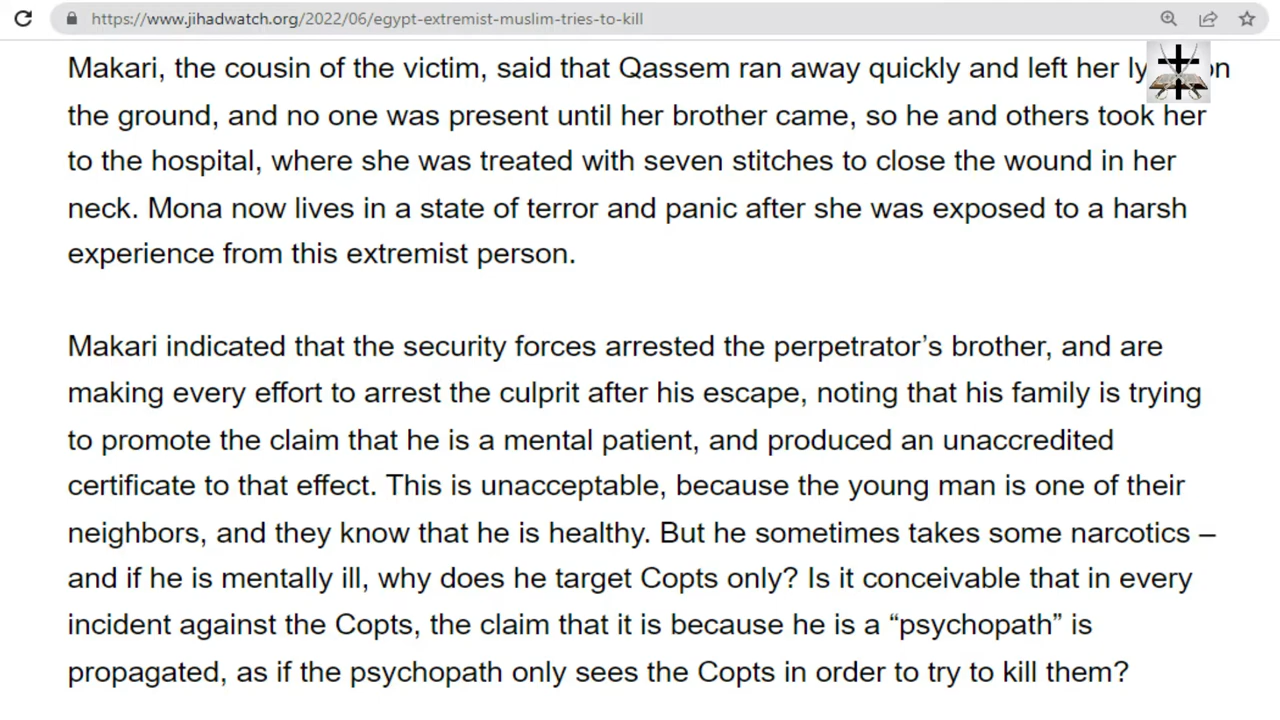 https://www.jihadwatch.org/2022/06/egypt-extremist-muslim-tries-to-kill
Makari, the cousin of the victim, said that Qassem ran away quickly and left her
the ground, and no one was present until her brother came, so he and others took her
to the hospital, where she was treated with seven stitches to close the wound in her
neck. Mona now lives in a state of terror and panic after she was exposed to a harsh
experience from this extremist person.
Makari indicated that the security forces arrested the perpetrator’s brother, and are
making every effort to arrest the culprit after his escape, noting that his family is trying
to promote the claim that he is a mental patient, and produced an unaccredited
certificate to that effect. This is unacceptable, because the young man is one of their
neighbors, and they know that he is healthy. But he sometimes takes some narcotics –
and if he is mentally ill, why does he target Copts only? Is it conceivable that in every
incident against the Copts, the claim that it is because he is a “psychopath” is
propagated, as if the psychopath only sees the Copts in order to try to kill them?